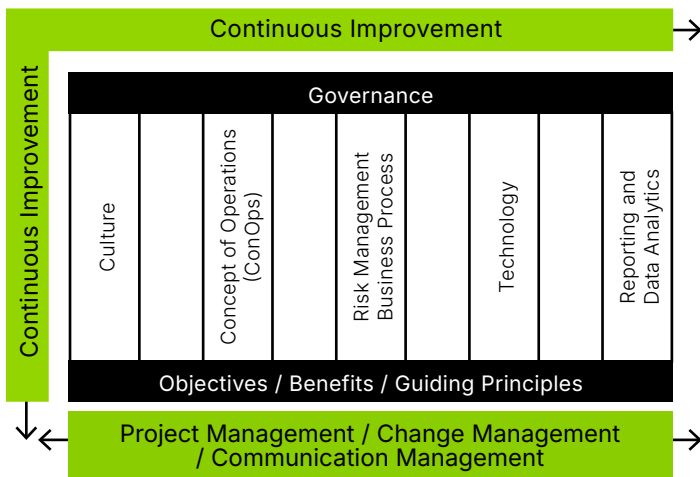 Continuous Improvement
Continuous Improvement
Governance
Culture
Concept of Operations
(ConOps)
Risk Management
Business Process
Technology
Reporting and
Data Analytics
Objectives / Benefits / Guiding Principles
Project Management / Change Management
/ Communication Management